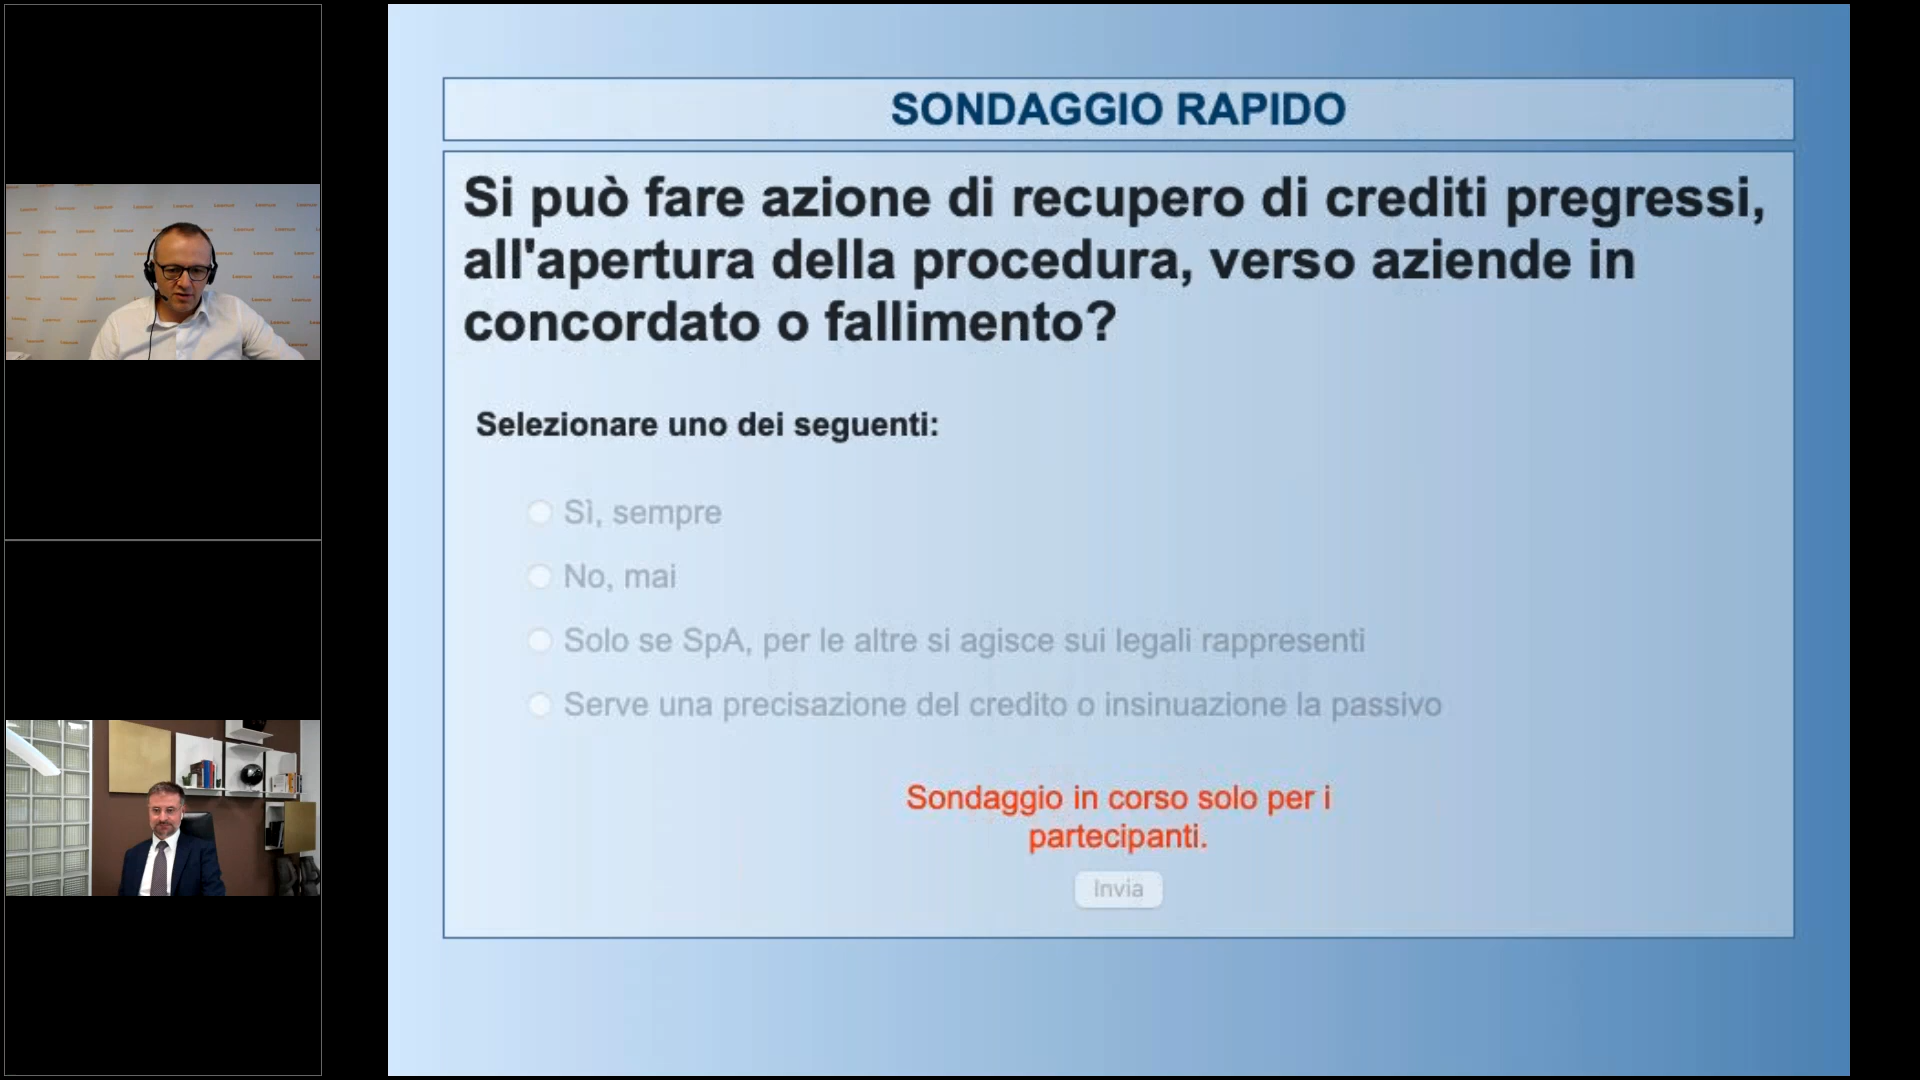 SONDAGGIO RAPIDO
Si può fare azione di recupero di crediti pregressi,
all'apertura della procedura, verso aziende in
concordato o fallimento?
Selezionare uno dei seguenti:
Sì, sempre
No, mai
Solo se SpA, per le altre si agisce sui legali rappresenti
Serve una precisazione del credito o insinuazione la passivo
Sondaggio in corso solo per i
partecipanti.
Invia